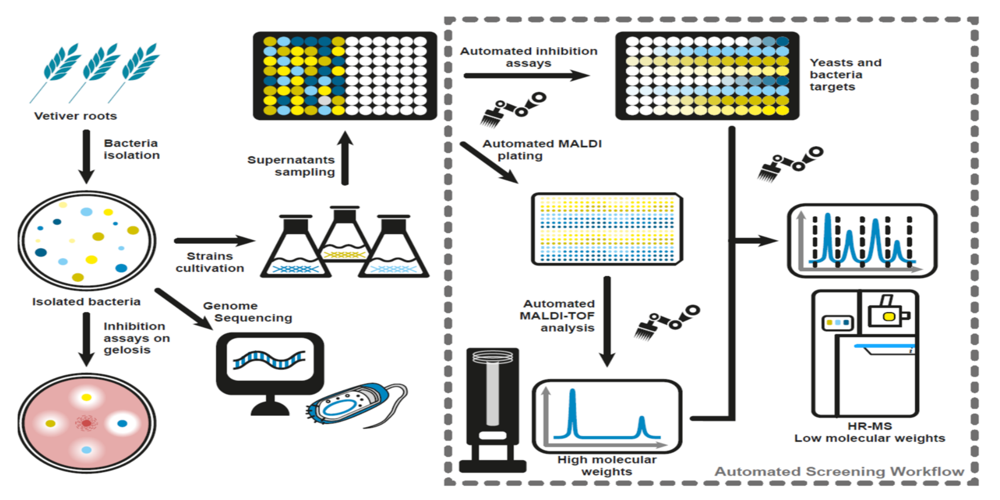 Vetiver roots
Bacteria
isolation
Isolated bacteria
Inhibition
assays on
gelosis
Strains
cultivation
Genome
Sequencing
Supernatants
sampling
Automated inhibition
assays
Yeasts and
bacteria
targets
Automated MALDI
plating
Automated
MALDI-TOF
analysis
High molecular
weights
i
HR-MS
Low molecular weights
Automated Screening Workflow